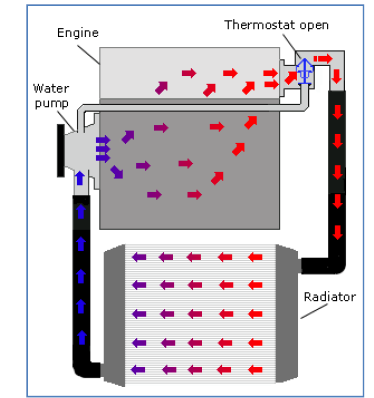 Thermostat open
Engine
Water
pump
Radiator